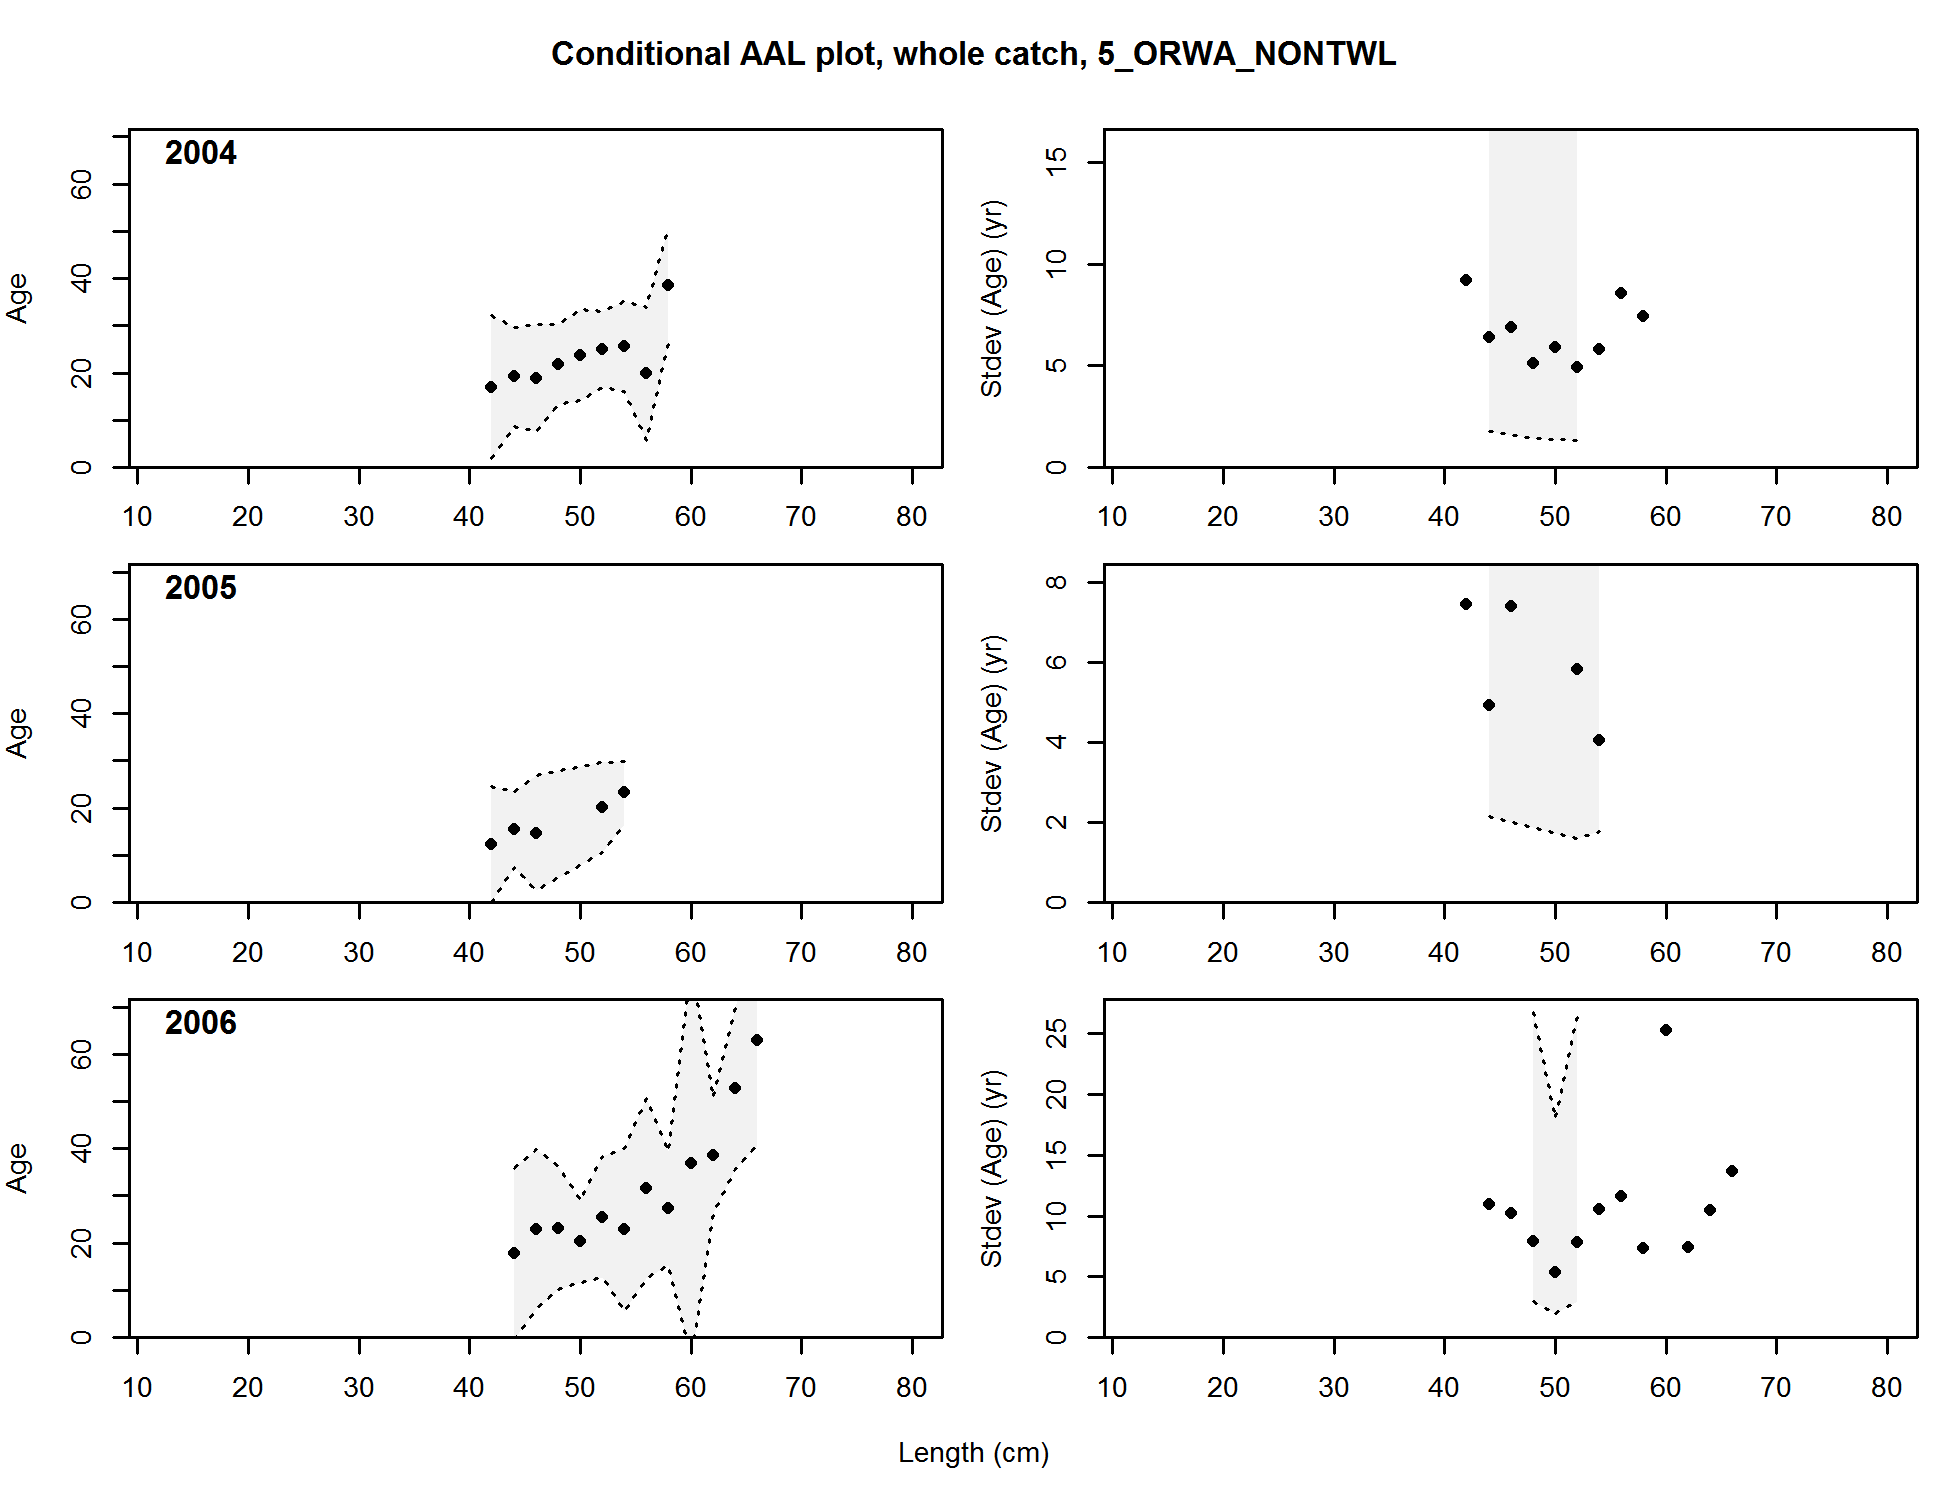 Conditional AAL plot, whole catch, 5_ORWA_NONTWL
2004
Age
0 20 40 60
10 20 30 40 50 60 70 80
Stdev (Age) (yr)
0 5 10 15
10 20 30 40 50 60 70 80
2005
Age
0 20 40 60
10 20 30 40 50 60 70 80
Stdev (Age) (yr)
0 2 4 6 8
10 20 30 40 50 60 70 80
2006
Age
0 20 40 60
10 20 30 40 50 60 70 80
Stdev (Age) (yr)
0 5 10 15 20 25
10 20 30 40 50 60 70 80
Length (cm)